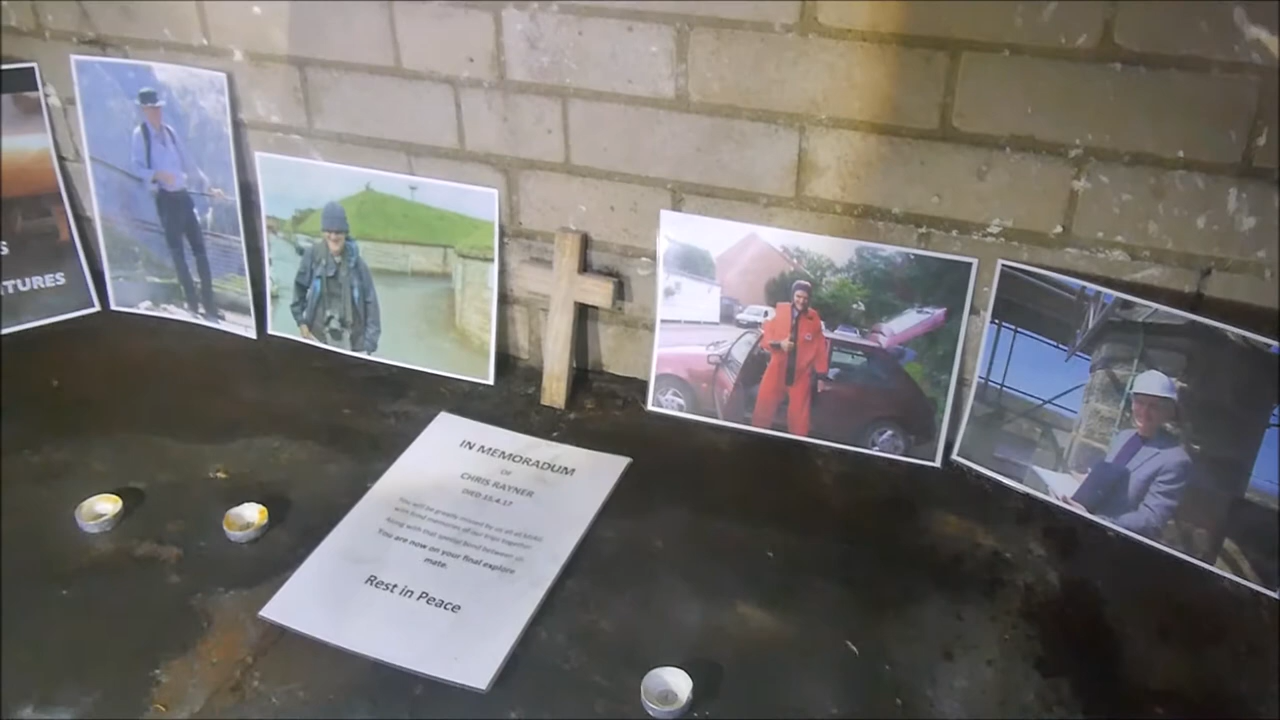 S
TURES
IN MEMORADUM
OF
CHRIS RAYNER
DIED 15.4.17
You will be greatly missed by us all at
with fond memories of our trips together
Along with that special bond between us
You are now on your final explore
mate.
Rest in Peace